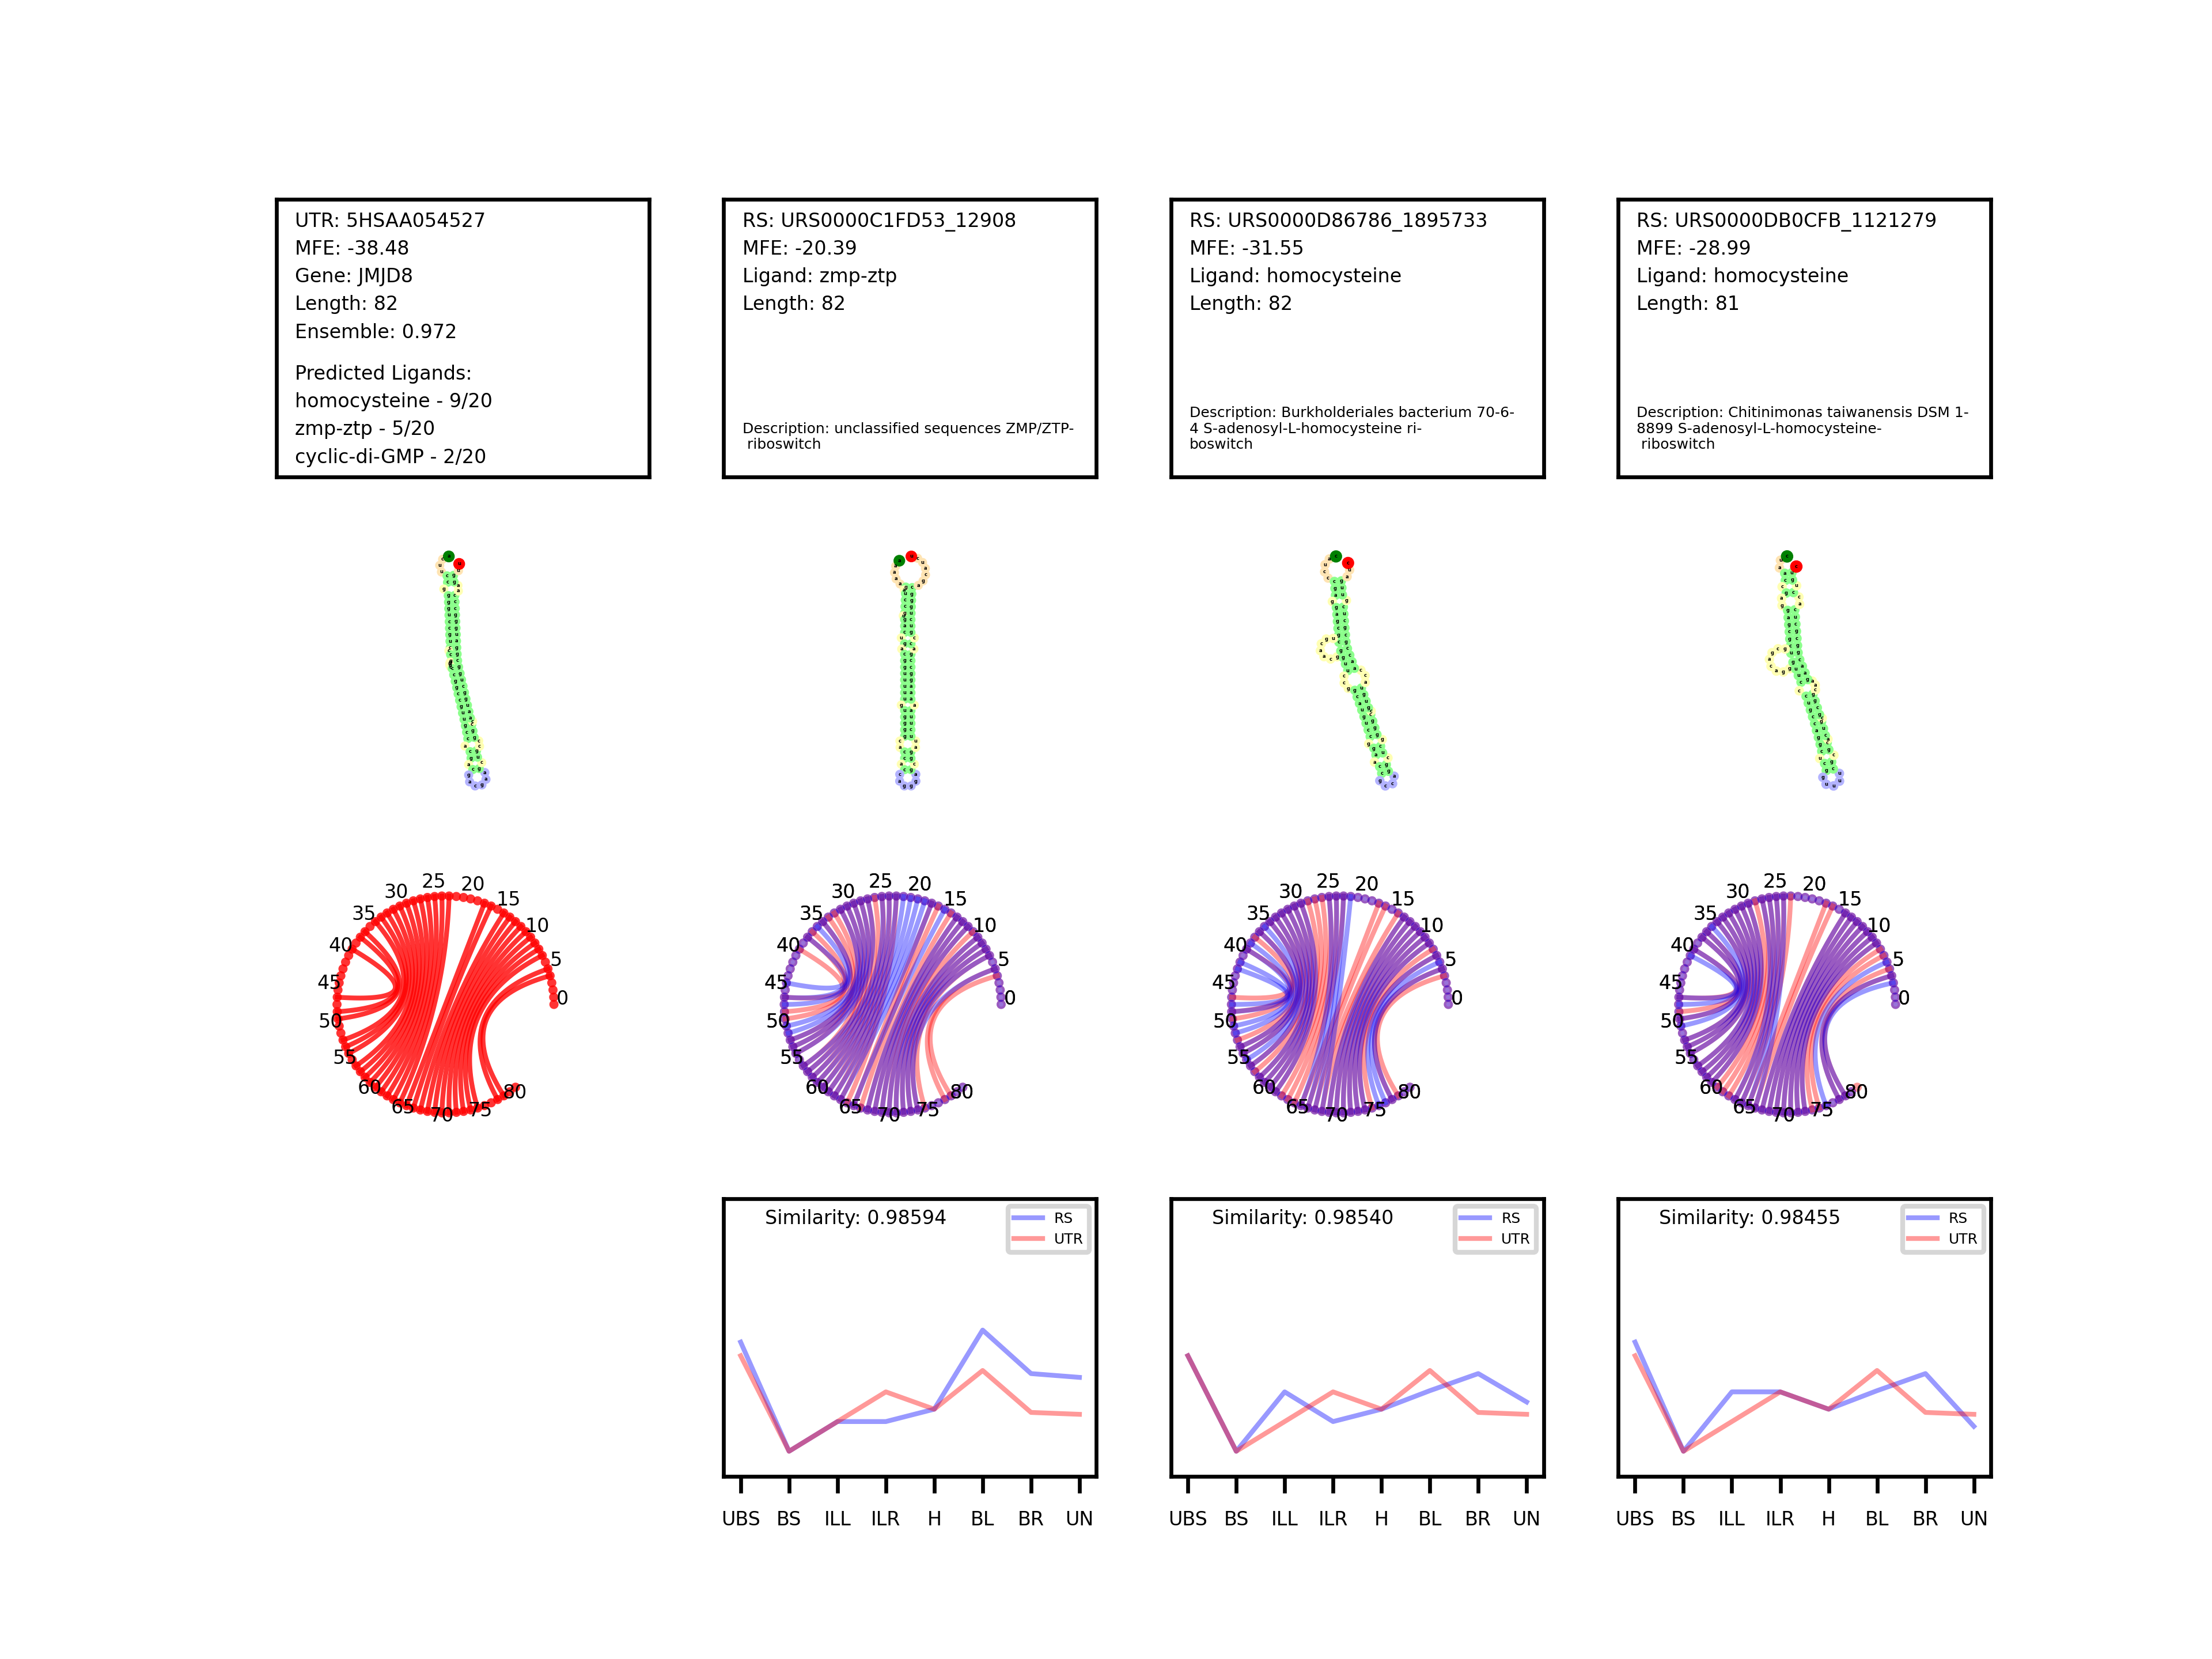 UTR: 5HSAA054527
MFE: -38.48
Gene: JMJD8
Length: 82
Ensemble: 0.972
Predicted Ligands:
homocysteine - 9/20
zmp-ztp - 5/20
cyclic-di-GMP - 2/20
RS: URS0000C1FD53_12908
MFE: -20.39
Ligand: zmp-ztp
Length: 82
Description: unclassified sequences ZMP/ZTP-
riboswitch
RS: URS0000D86786_1895733
MFE: -31.55
Ligand: homocysteine
Length: 82
Description: Burkholderiales bacterium 70-6-
4 S-adenosyl-L-homocysteine ri-
boswitch
RS: URS0000DB0CFB_1121279
MFE: -28.99
Ligand: homocysteine
Length: 81
Description: Chitinimonas taiwanensis DSM 1-
8899 S-adenosyl-L-homocysteine-
riboswitch
0 5 10 15 20 25 30 35 40 45 50 55 60 65 70 75 80
0 5 10 15 20 25 30 35 40 45 50 55 60 65 70 75 80
0 5 10 15 20 25 30 35 40 45 50 55 60 65 70 75 80
0 5 10 15 20 25 30 35 40 45 50 55 60 65 70 75 80
Similarity: 0.98594
RS
UTR
UBS BS ILL ILR H BL BR UN
Similarity: 0.98540
RS
UTR
UBS BS ILL ILR H BL BR UN
Similarity: 0.98455
RS
UTR
UBS BS ILL ILR H BL BR UN